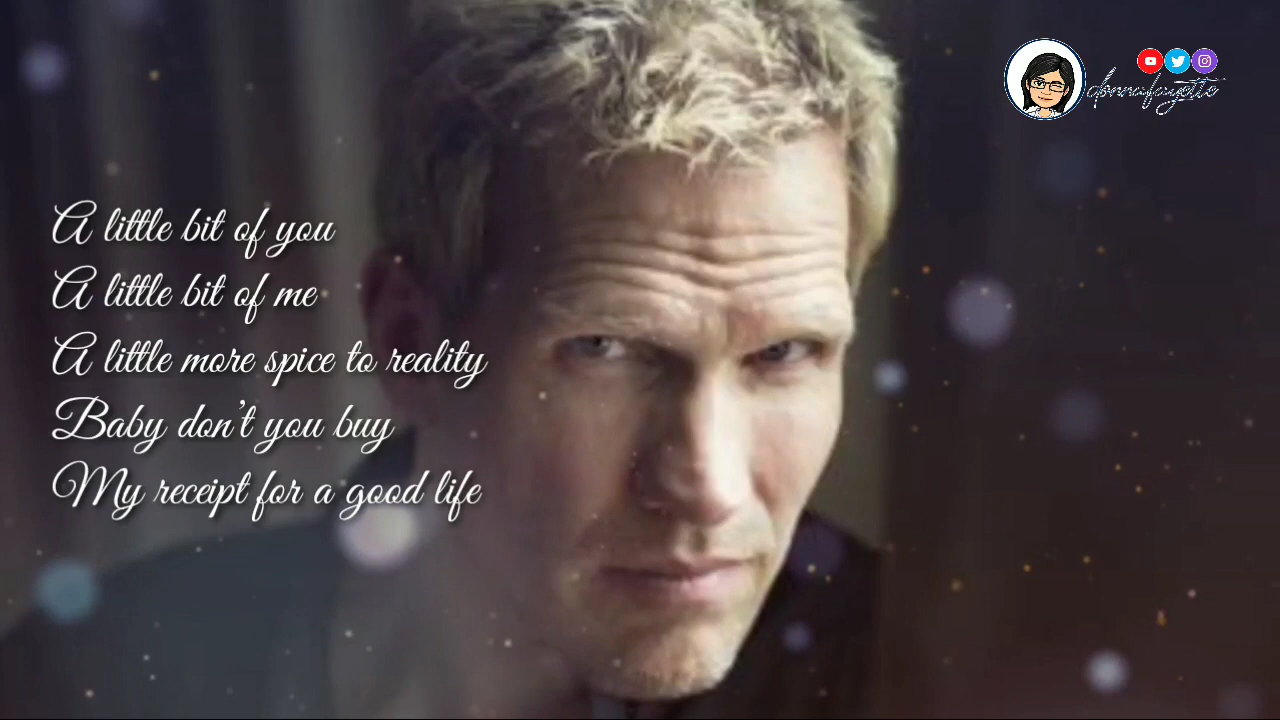 donnafayette
A little bit of you
A little bit of me
A little more spice to reality
Baby don't you buy
My receipt for a good life